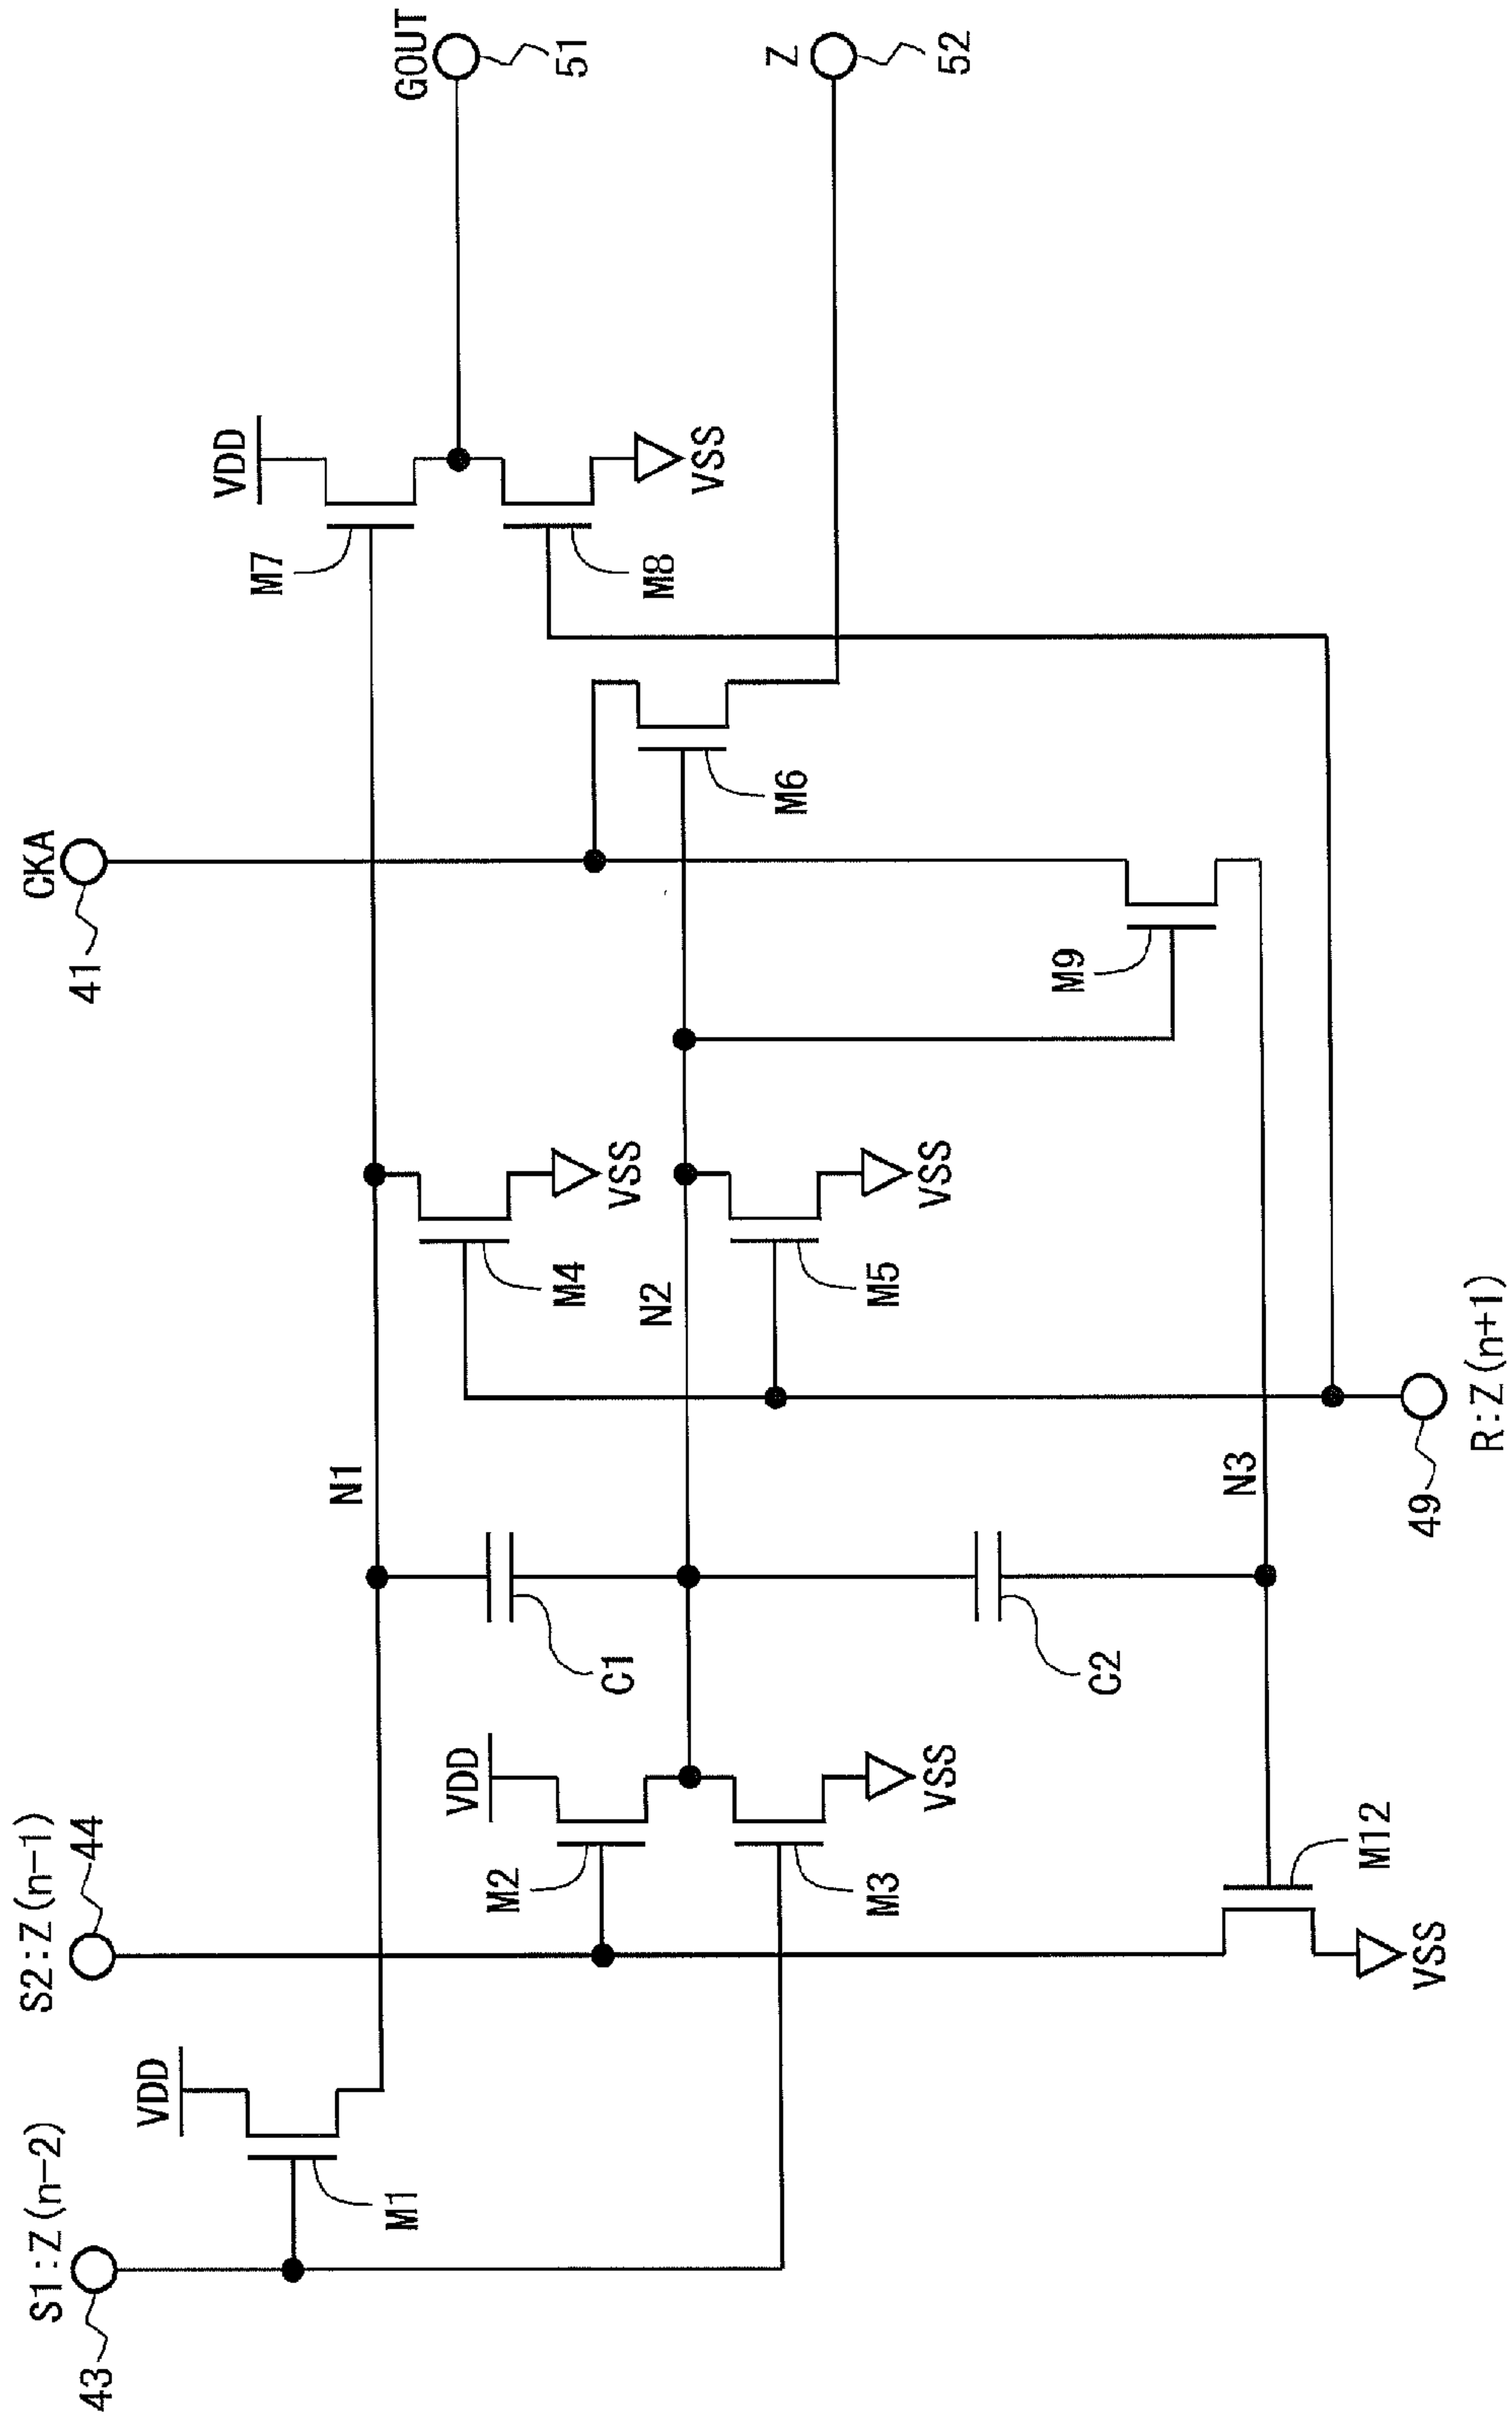 S1:Z(n-2)
43
S2:Z(n-1)
44
CKA
41
GOUT
51
Z
52
VDD
M1
VDD
M2
M3
VSS
M12
VSS
N1
C1
N2
C2
N3
M4
VSS
M5
VSS
M9
M6
VDD
M7
M8
VSS
49
R:Z(n+1)